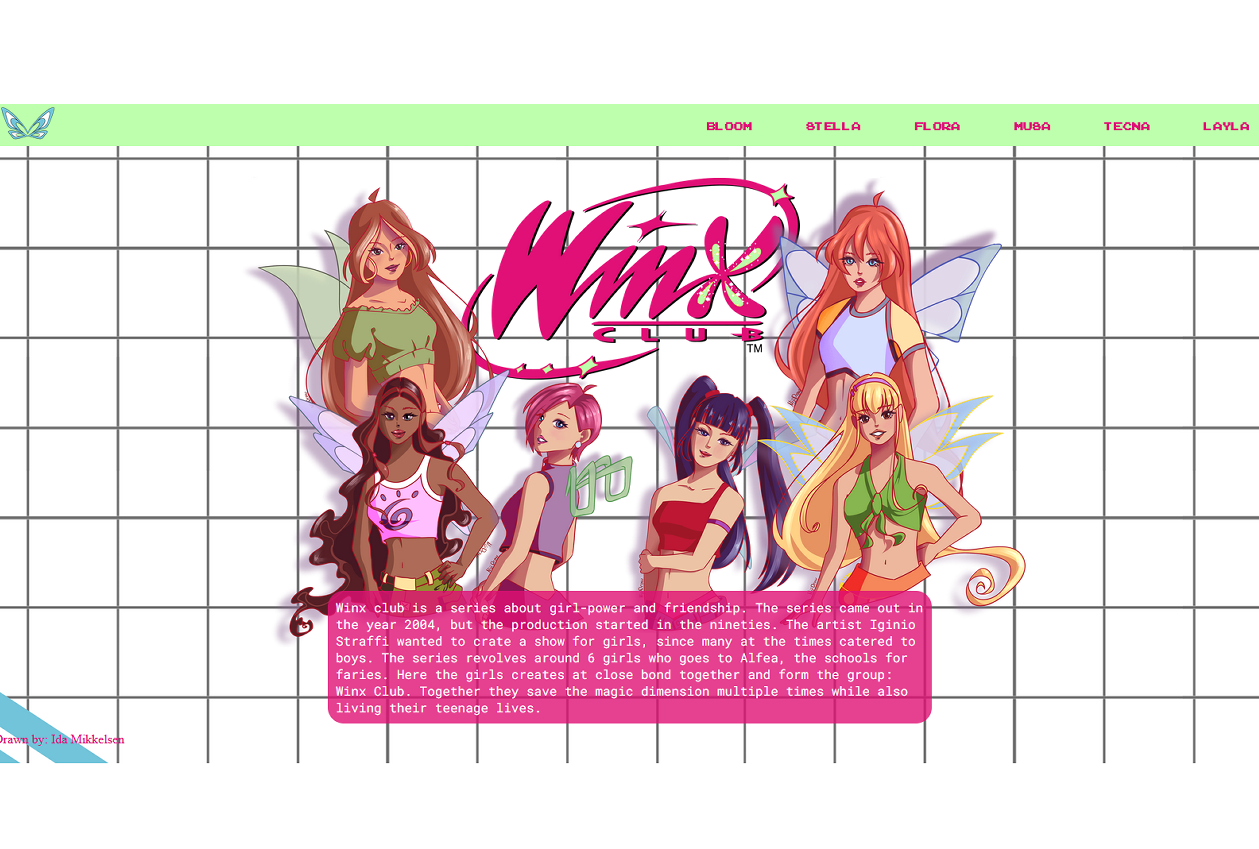 BLOOM STELLA FLORA MUSA TECNA LAYLA
Winx
CLUB
TM
Winx club is a series about girl-power and friendship. The series came out in
the year 2004, but the production started in the nineties. The artist Iginio
Straffi wanted to crate a show for girls, since many at the times catered to
boys. The series revolves around 6 girls who goes to Alfea, the schools for
faries. Here the girls creates at close bond together and form the group:
Winx Club. Together they save the magic dimension multiple times while also
living their teenage lives.
Drawn by: Ida Mikkelsen